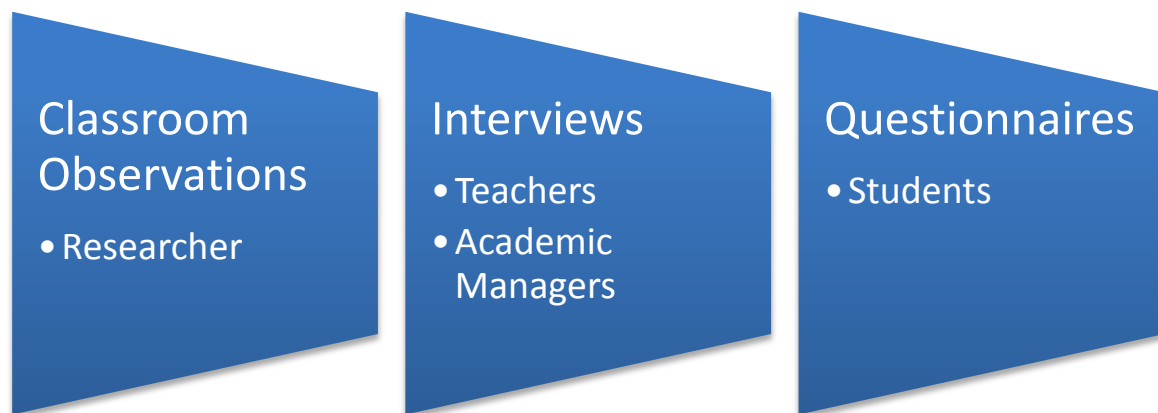 Classroom
Observations
• Researcher
Interviews
• Teachers
• Academic
Managers
Questionnaires
• Students